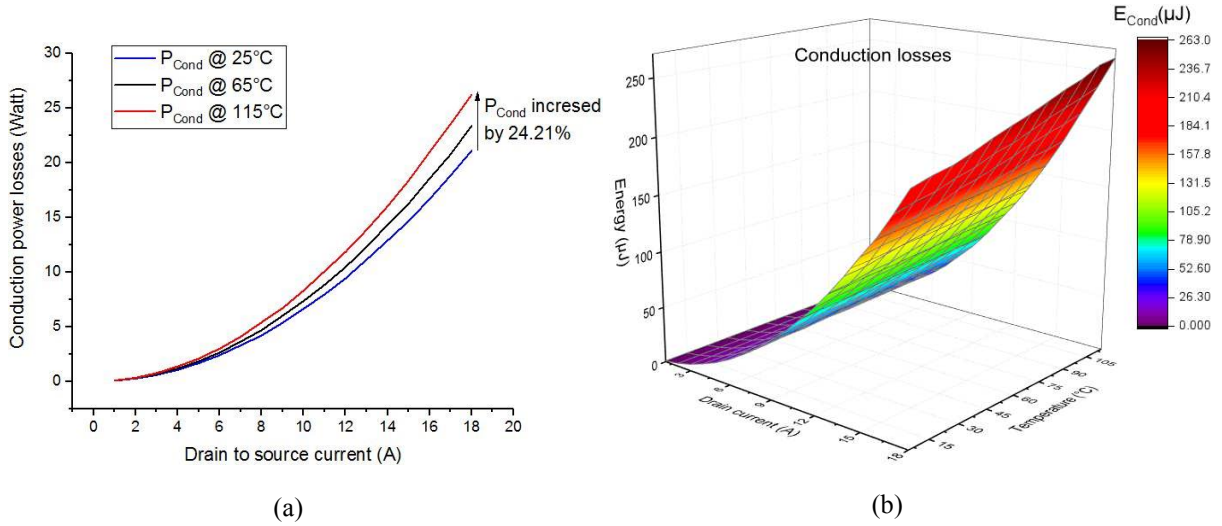 30
25
20
15
10
5
0
Conduction power losses (Watt)
P_Cond @ 25°C
P_Cond @ 65°C
P_Cond @ 115°C
P_Cond incresed
by 24.21%
0 2 4 6 8 10 12 14 16 18 20
Drain to source current (A)
(a)
Conduction losses
250
200
150
100
50
0
Energy (µJ)
3 6 9 12 15 18
Drain current (A)
15 30 45 60 75 90 105
Temperature (°C)
E_Cond(µJ)
263.0
236.7
210.4
184.1
157.8
131.5
105.2
78.90
52.60
26.30
0.000
(b)